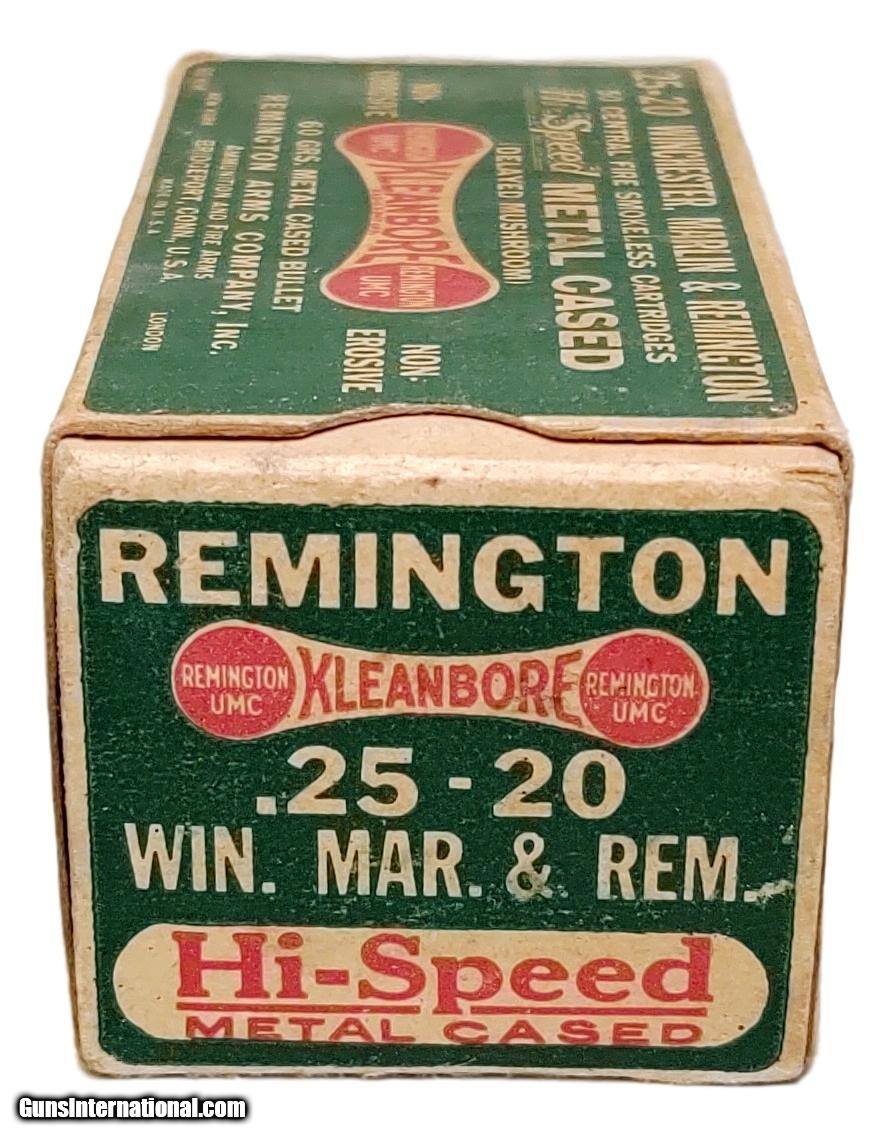 .25-20 WINCHESTER, MARLIN & REMINGTON
50 CENTRAL FIRE SMOKELESS CARTRIDGES
Hi-Speed METAL CASED
(DELAYED MUSHROOM)
REMINGTON
UMC
KLEANBORE
REMINGTON
UMC
NON-
EROSIVE
60 GRS. METAL CASED BULLET
REMINGTON ARMS COMPANY, INC.
AMMUNITION AND FIRE ARMS
BRIDGEPORT, CONN., U.S.A.
MADE IN U.S.A.
LONDON
REMINGTON
REMINGTON
UMC
KLEANBORE
REMINGTON
UMC
.25-20
WIN. MAR. & REM.
Hi-Speed
METAL CASED
GunsInternational.com